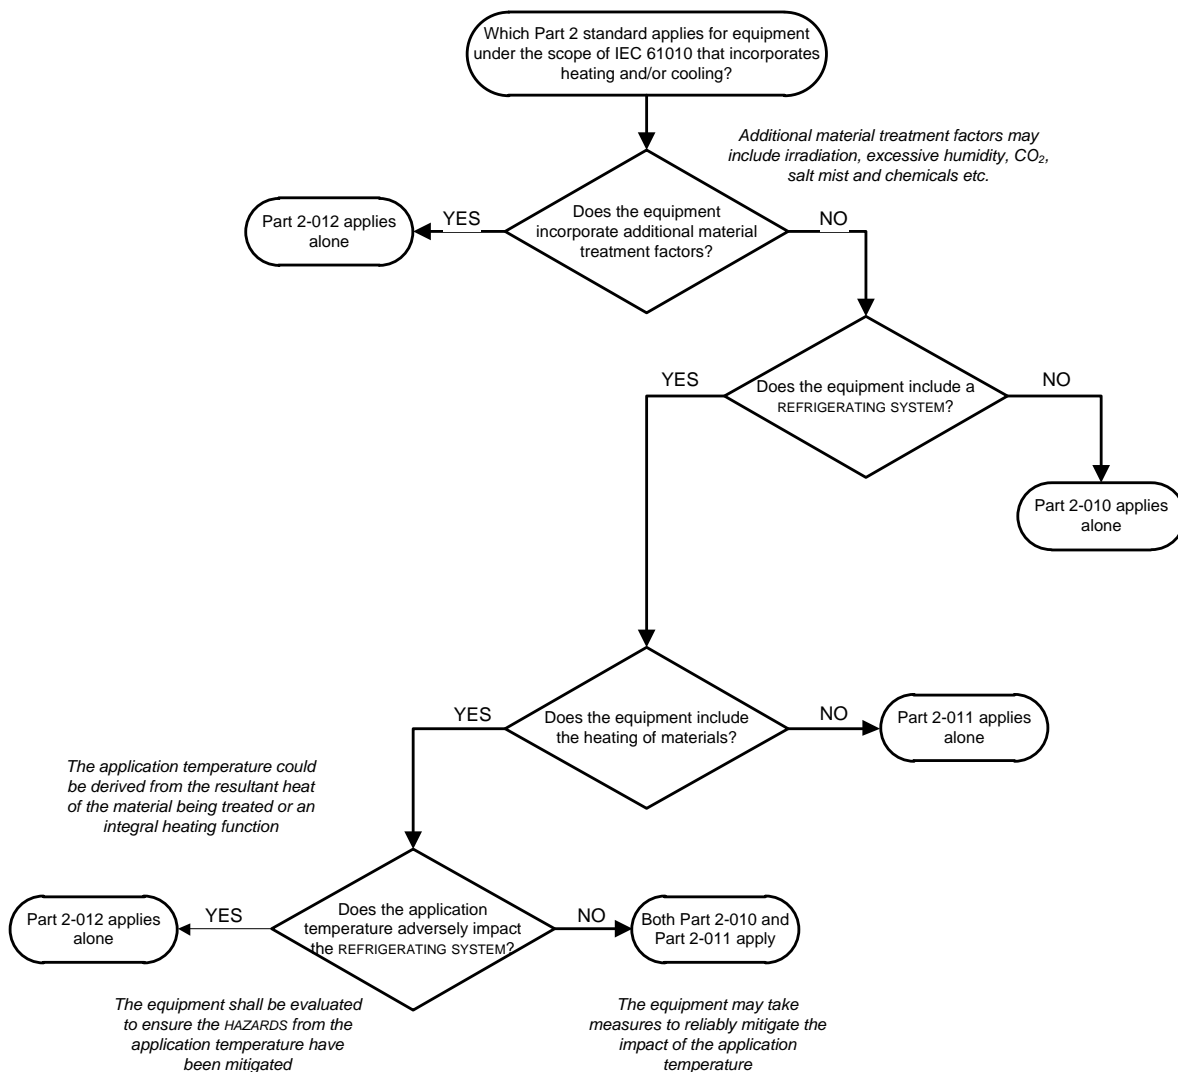 Which Part 2 standard applies for equipment
under the scope of IEC 61010 that incorporates
heating and/or cooling?
Additional material treatment factors may
include irradiation, excessive humidity, CO₂,
salt mist and chemicals etc.
Does the equipment
incorporate additional material
treatment factors?
YES
NO
Part 2-012 applies
alone
Does the equipment include a
REFRIGERATING SYSTEM?
YES
NO
Part 2-010 applies
alone
Does the equipment include
the heating of materials?
YES
NO
Part 2-011 applies
alone
The application temperature could
be derived from the resultant heat
of the material being treated or an
integral heating function
Does the application
temperature adversely impact
the REFRIGERATING SYSTEM?
YES
NO
Part 2-012 applies
alone
Both Part 2-010 and
Part 2-011 apply
The equipment shall be evaluated
to ensure the HAZARDS from the
application temperature have
been mitigated
The equipment may take
measures to reliably mitigate the
impact of the application
temperature